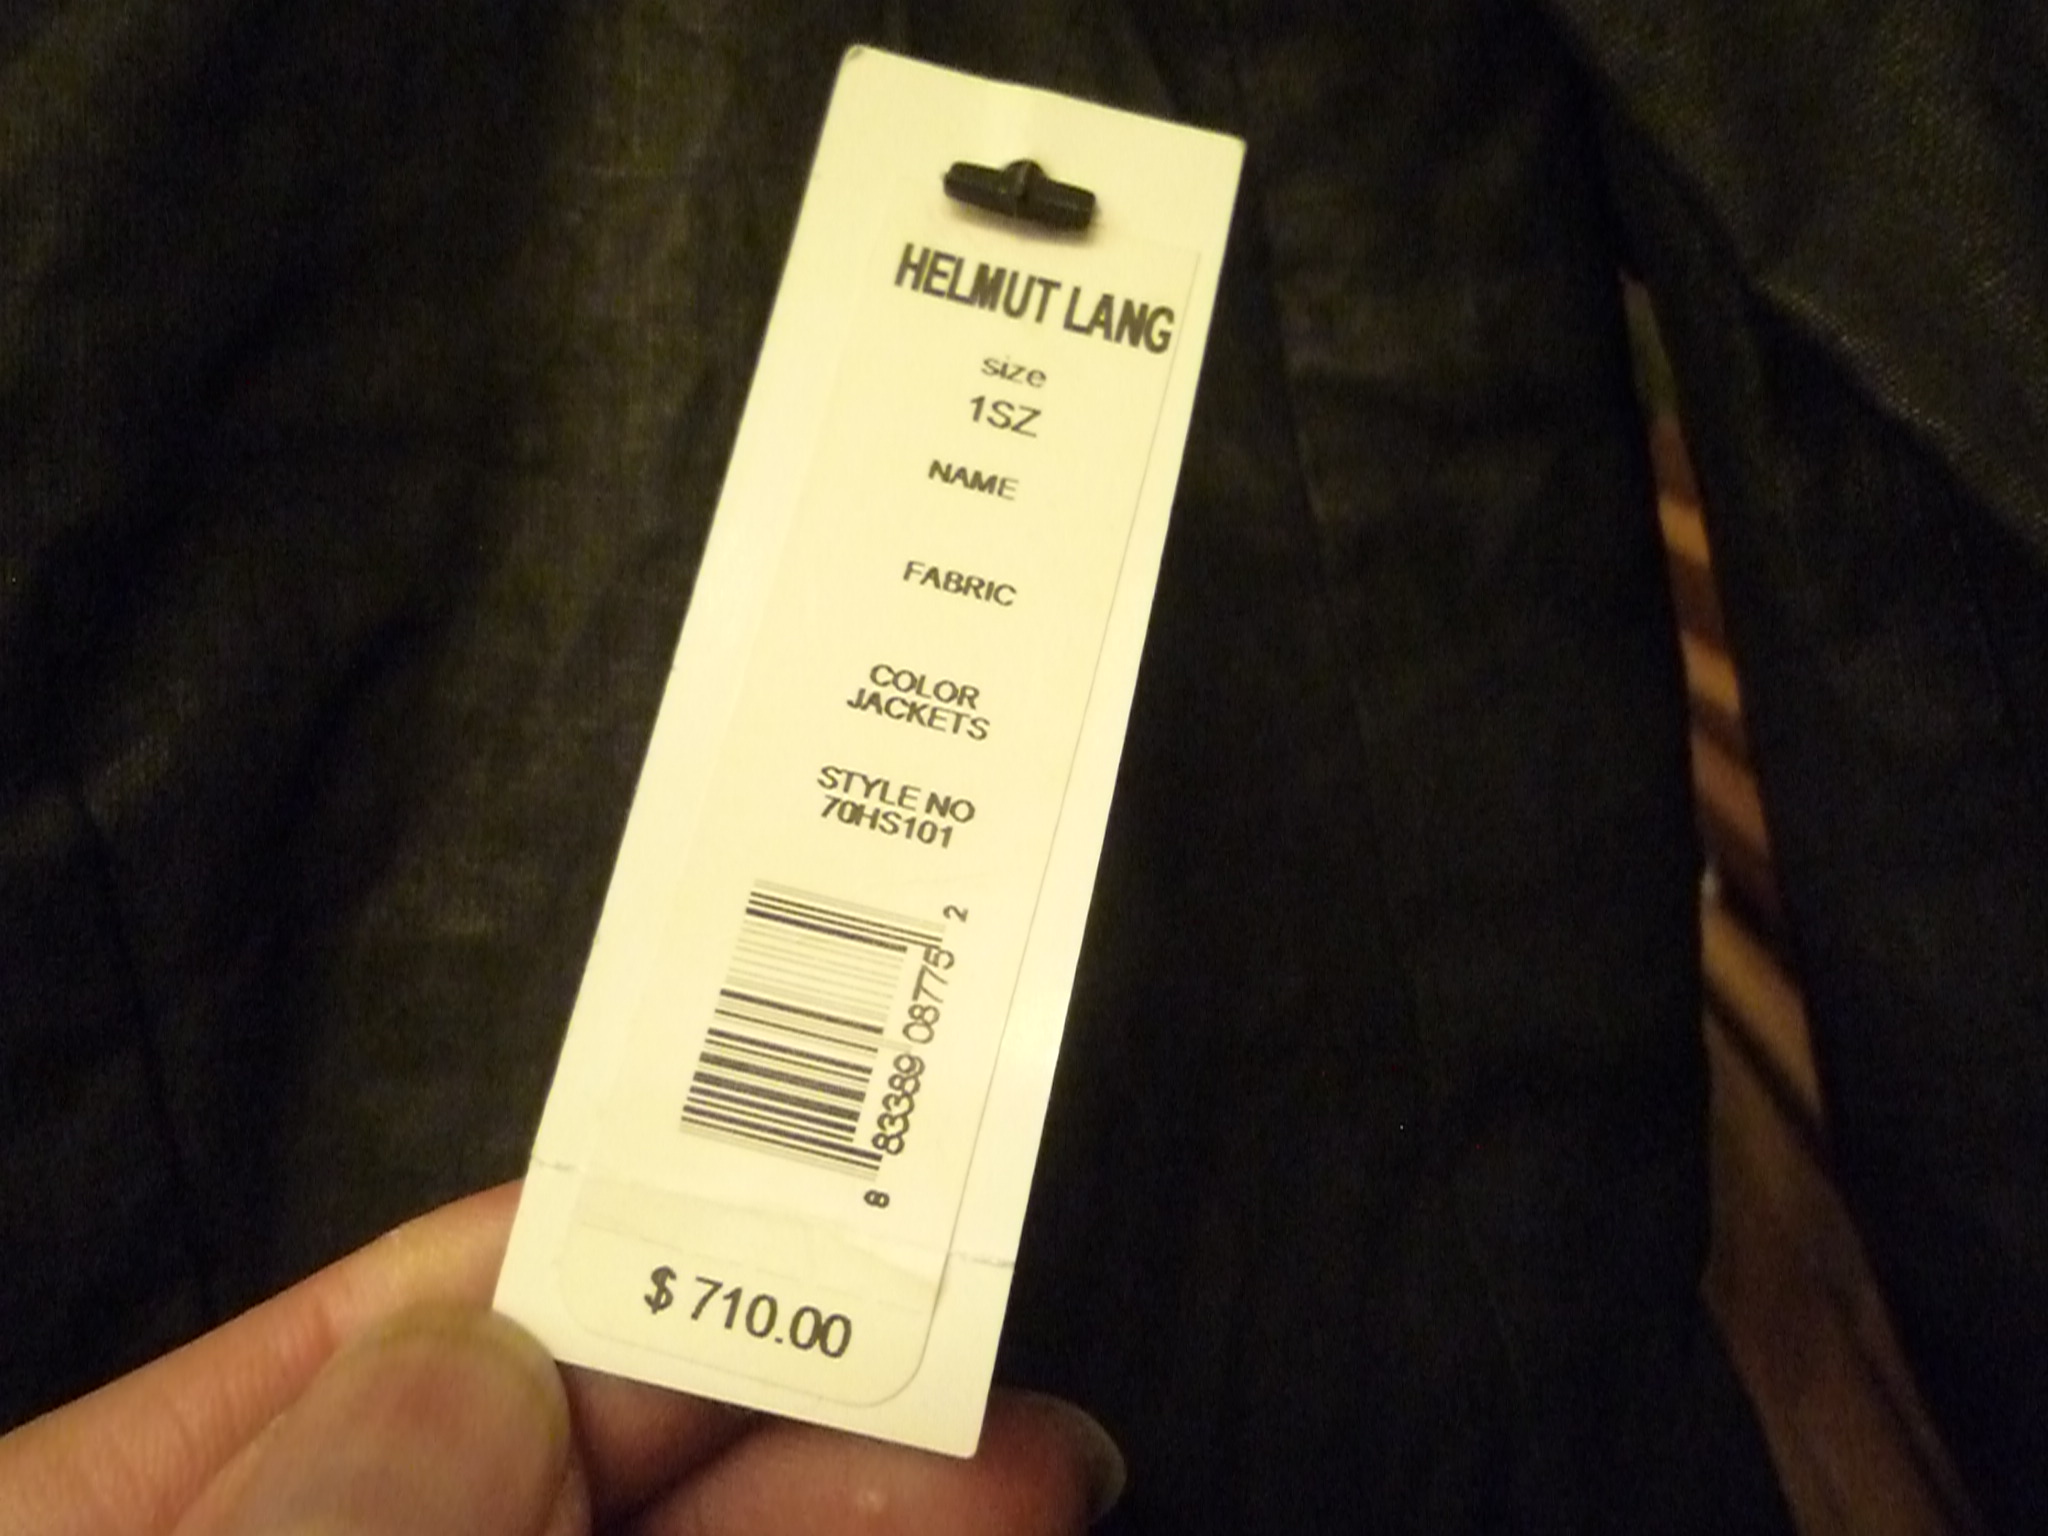 HELMUT LANG
size
1SZ
NAME
FABRIC
COLOR
JACKETS
STYLE NO
70HS101
8 83389 08775 2
$ 710.00